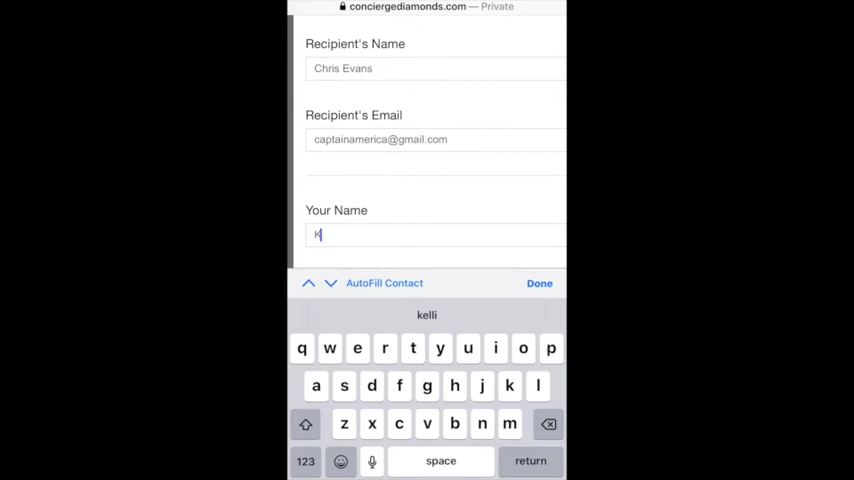 conciergediamonds.com — Private
Recipient's Name
Chris Evans
Recipient's Email
captainamerica@gmail.com
Your Name
K
AutoFill Contact Done
kelli
q w e r t y u i o p
a s d f g h j k l
z x c v b n m
123 space return